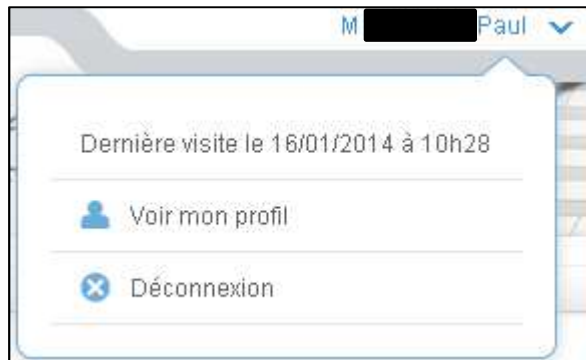 M Paul
Dernière visite le 16/01/2014 à 10h28
Voir mon profil
Déconnexion